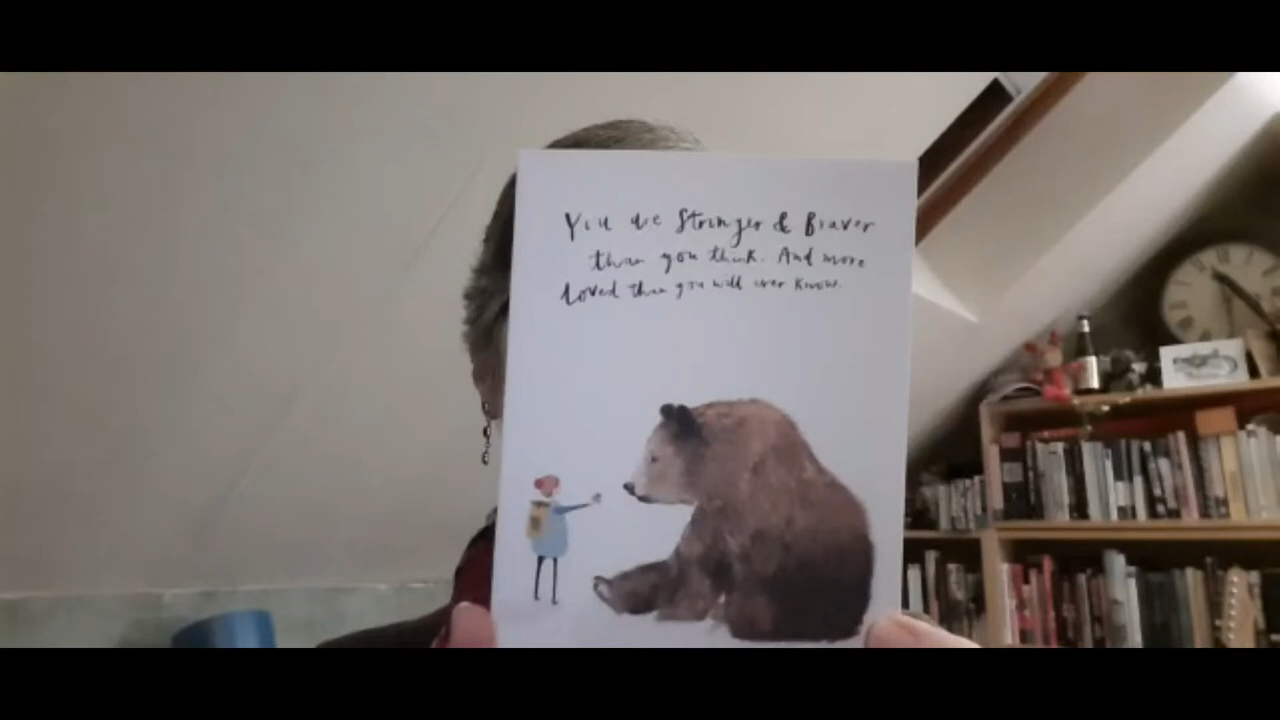 You are Stronger & Braver
than you think. And more
loved than you will ever know.